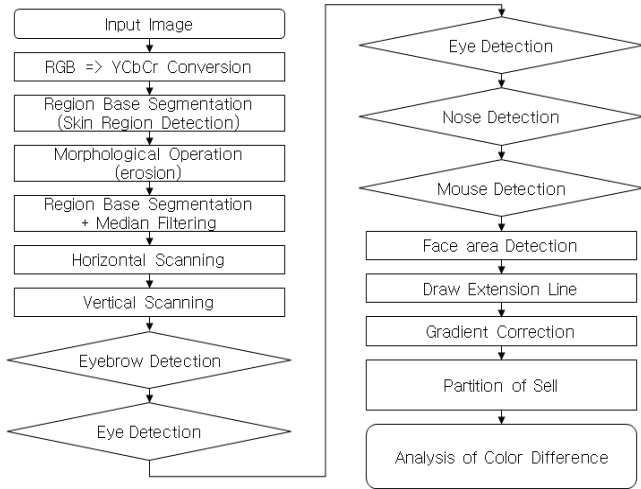 Input Image
RGB => YCbCr Conversion
Region Base Segmentation
(Skin Region Detection)
Morphological Operation
(erosion)
Region Base Segmentation
+ Median Filtering
Horizontal Scanning
Vertical Scanning
Eyebrow Detection
Eye Detection
Eye Detection
Nose Detection
Mouse Detection
Face area Detection
Draw Extension Line
Gradient Correction
Partition of Sell
Analysis of Color Difference